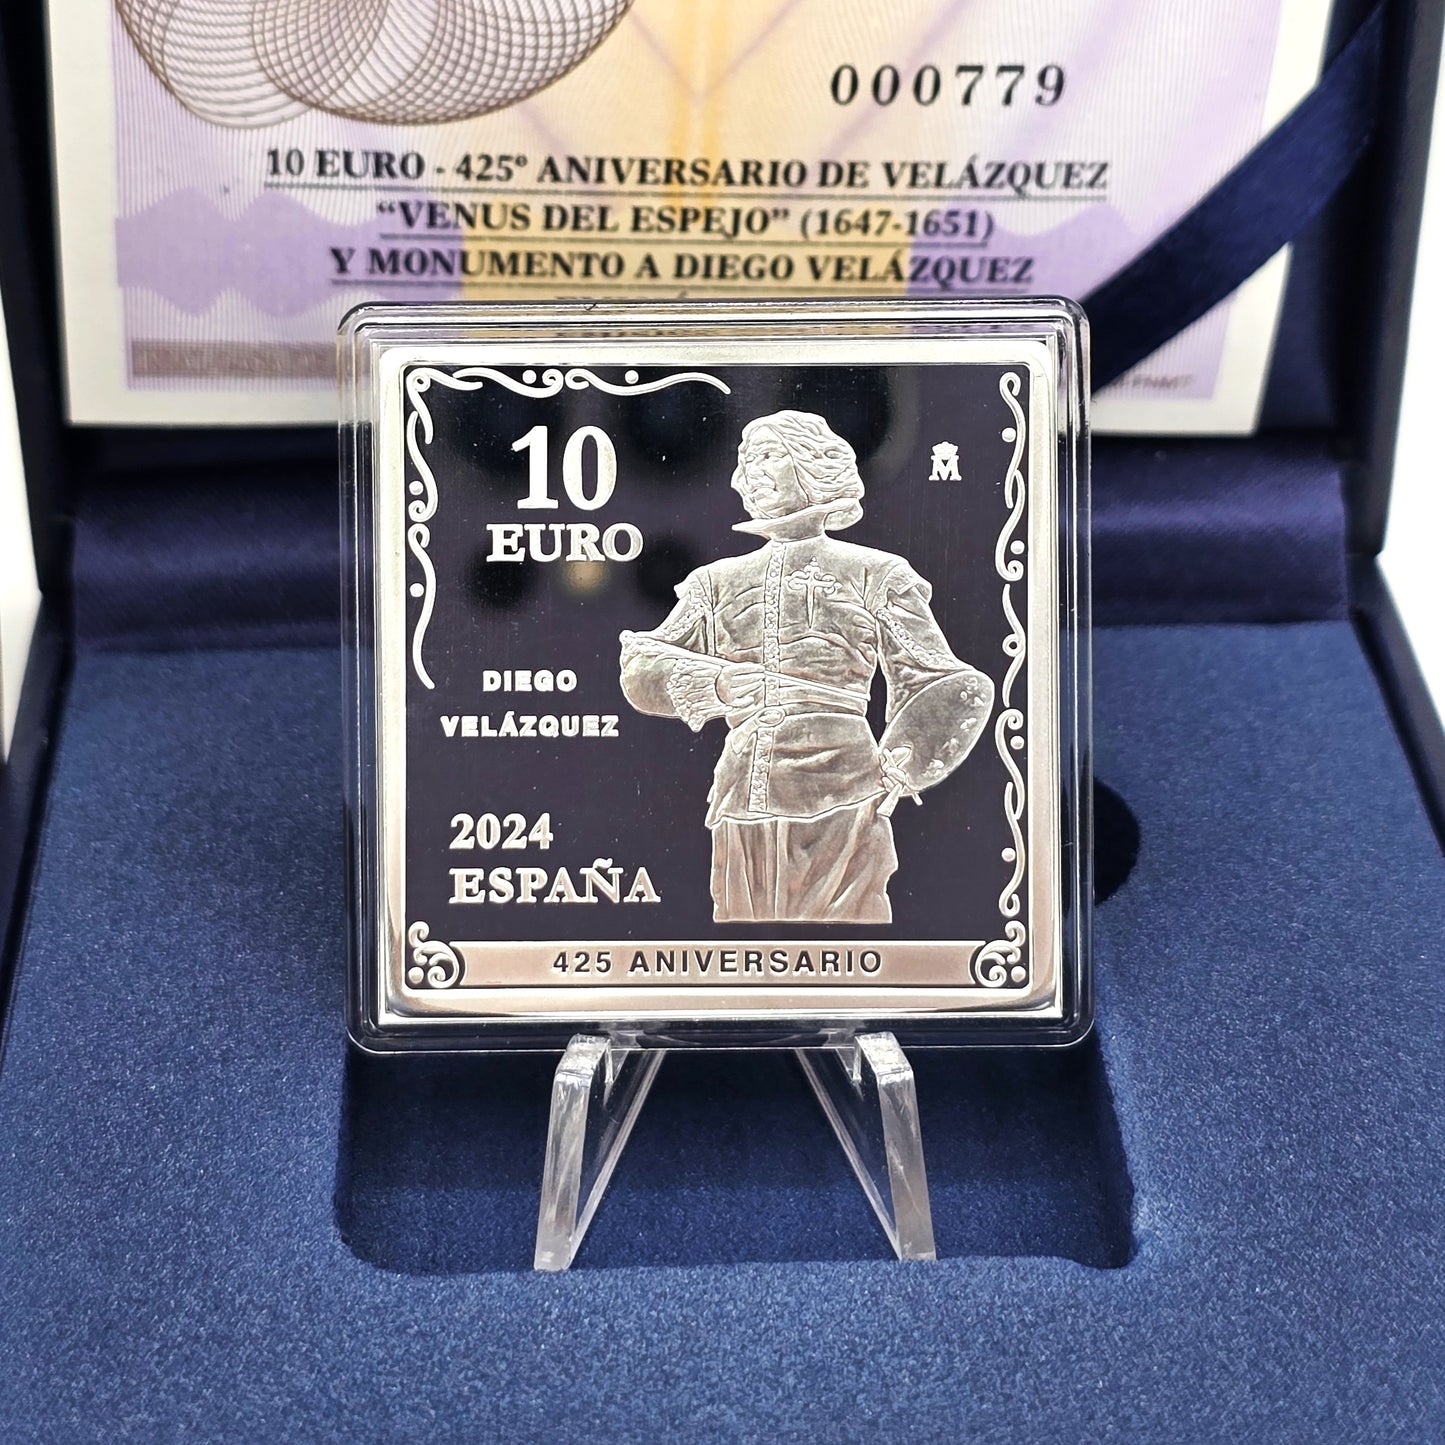 000779
10 EURO - 425º ANIVERSARIO DE VELÁZQUEZ
“VENUS DEL ESPEJO” (1647-1651)
Y MONUMENTO A DIEGO VELÁZQUEZ
10
EURO
M
DIEGO
VELÁZQUEZ
2024
ESPAÑA
425 ANIVERSARIO